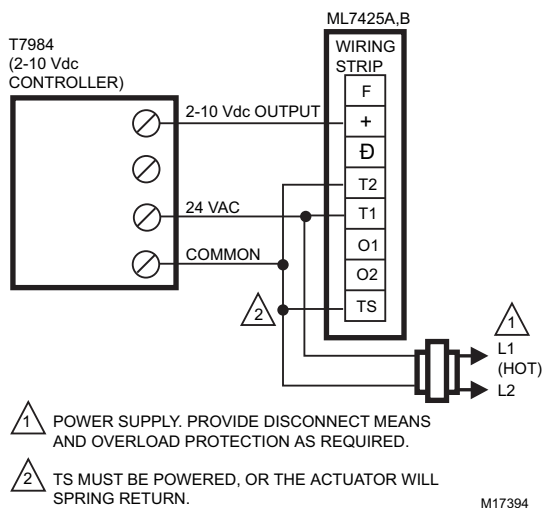 ML7425A,B
T7984
(2-10 Vdc
CONTROLLER)
WIRING
STRIP
F
2-10 Vdc OUTPUT
+
Đ
T2
24 VAC
T1
O1
COMMON
O2
2
TS
1
L1
(HOT)
L2
1 POWER SUPPLY. PROVIDE DISCONNECT MEANS
AND OVERLOAD PROTECTION AS REQUIRED.
2 TS MUST BE POWERED, OR THE ACTUATOR WILL
SPRING RETURN.
M17394